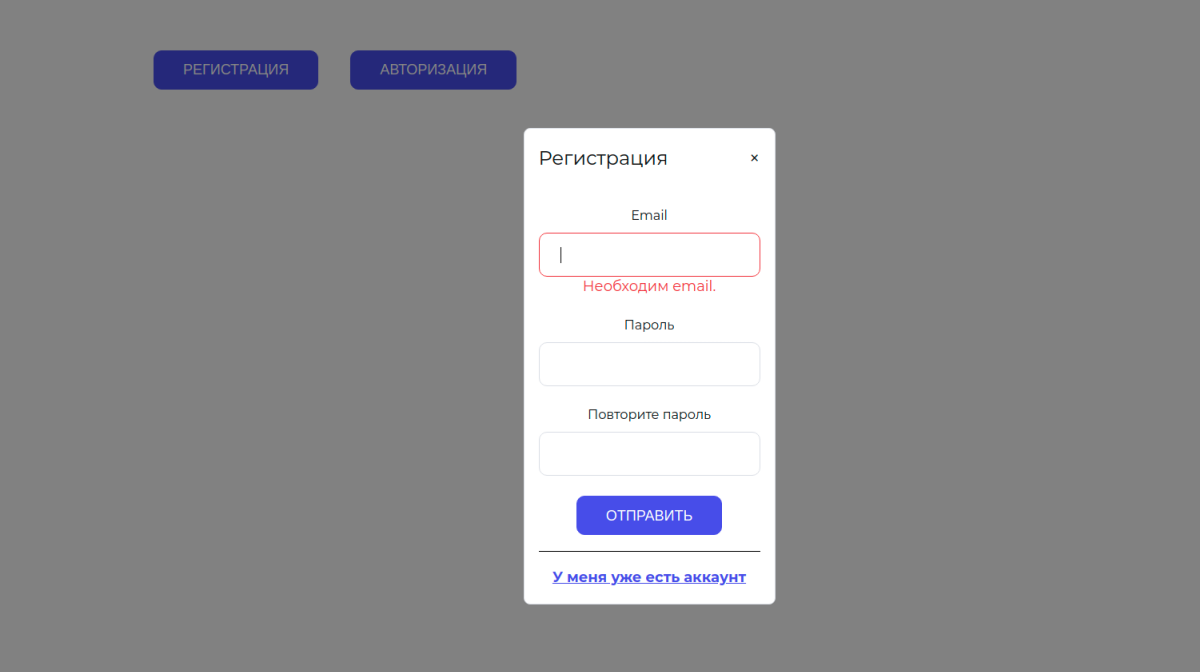 РЕГИСТРАЦИЯ
АВТОРИЗАЦИЯ
Регистрация ×
Email
Необходим email.
Пароль
Повторите пароль
ОТПРАВИТЬ
У меня уже есть аккаунт